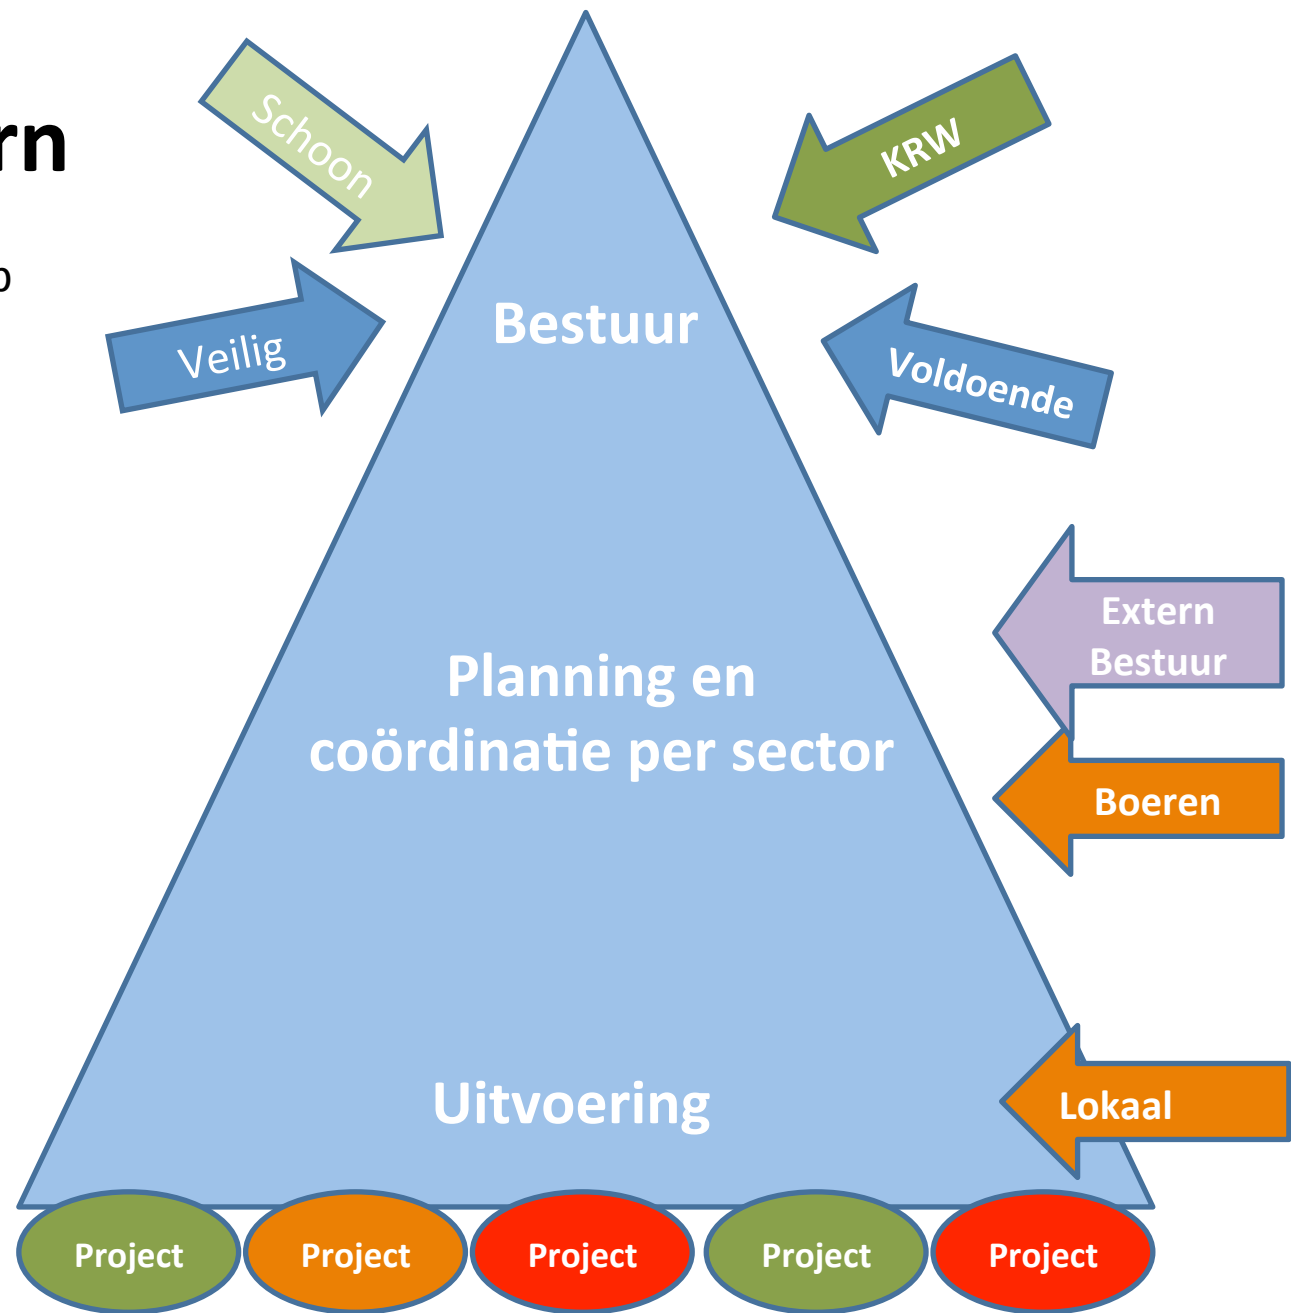 rn
Schoon
KRW
p
Veilig
Bestuur
Voldoende
Extern
Bestuur
Planning en
coördinatie per sector
Boeren
Uitvoering
Lokaal
Project
Project
Project
Project
Project